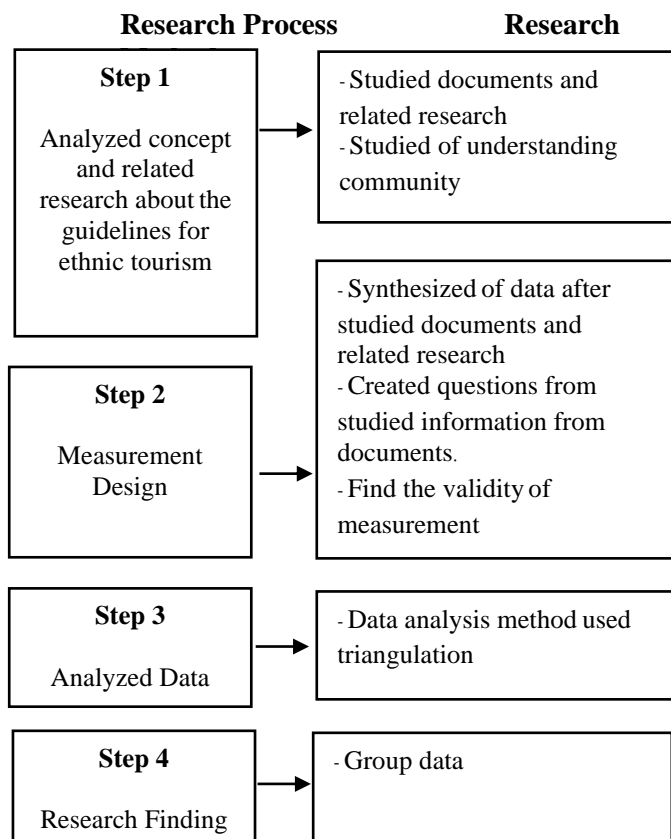 Research Process
Research
Step 1
Analyzed concept
and related
research about the
guidelines for
ethnic tourism
- Studied documents and
related research
- Studied of understanding
community
Step 2
Measurement
Design
- Synthesized of data after
studied documents and
related research
- Created questions from
studied information from
documents.
- Find the validity of
measurement
Step 3
Analyzed Data
- Data analysis method used
triangulation
Step 4
Research Finding
- Group data